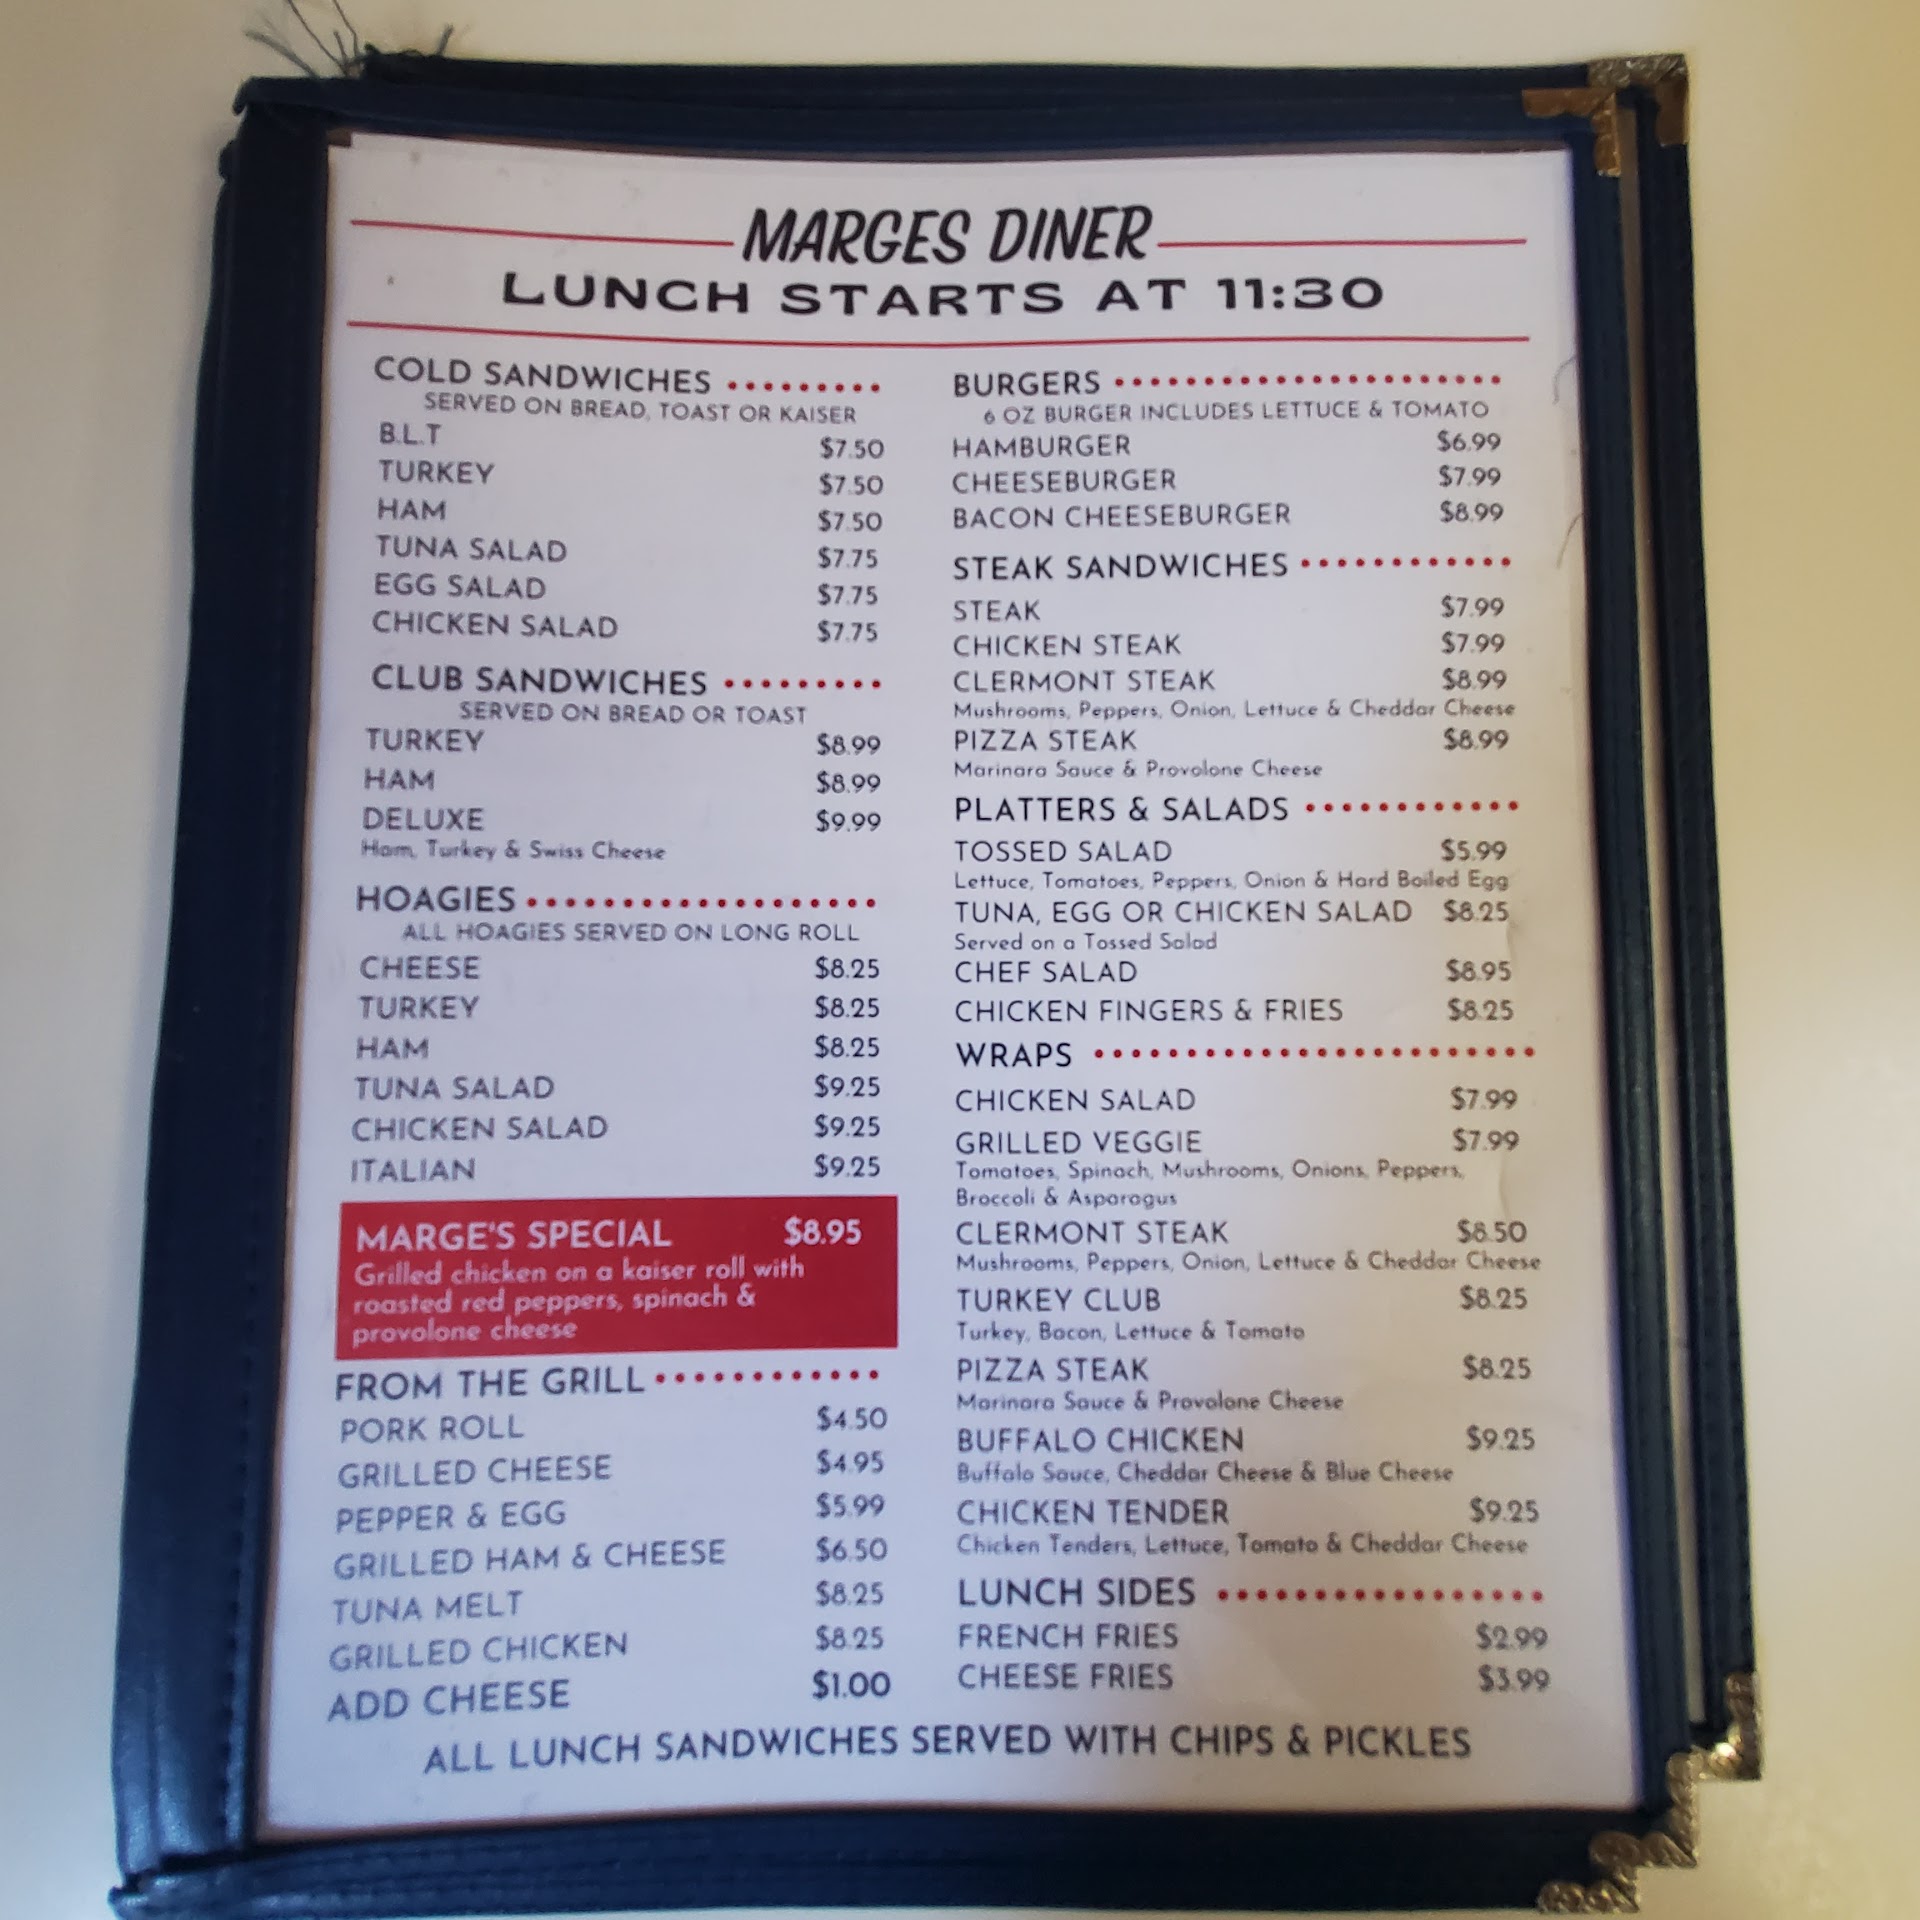 MARGES DINER
LUNCH STARTS AT 11:30
COLD SANDWICHES
SERVED ON BREAD, TOAST OR KAISER
B.L.T $7.50
TURKEY $7.50
HAM $7.50
TUNA SALAD $7.75
EGG SALAD $7.75
CHICKEN SALAD $7.75
CLUB SANDWICHES
SERVED ON BREAD OR TOAST
TURKEY $8.99
HAM $8.99
DELUXE $9.99
Ham, Turkey & Swiss Cheese
HOAGIES
ALL HOAGIES SERVED ON LONG ROLL
CHEESE $8.25
TURKEY $8.25
HAM $8.25
TUNA SALAD $9.25
CHICKEN SALAD $9.25
ITALIAN $9.25
MARGE'S SPECIAL $8.95
Grilled chicken on a kaiser roll with
roasted red peppers, spinach &
provolone cheese
FROM THE GRILL
PORK ROLL $4.50
GRILLED CHEESE $4.95
PEPPER & EGG $5.99
GRILLED HAM & CHEESE $6.50
TUNA MELT $8.25
GRILLED CHICKEN $8.25
ADD CHEESE $1.00
BURGERS
6 OZ BURGER INCLUDES LETTUCE & TOMATO
HAMBURGER $6.99
CHEESEBURGER $7.99
BACON CHEESEBURGER $8.99
STEAK SANDWICHES
STEAK $7.99
CHICKEN STEAK $7.99
CLERMONT STEAK $8.99
Mushrooms, Peppers, Onion, Lettuce & Cheddar Cheese
PIZZA STEAK $8.99
Marinara Sauce & Provolone Cheese
PLATTERS & SALADS
TOSSED SALAD $5.99
Lettuce, Tomatoes, Peppers, Onion & Hard Boiled Egg
TUNA, EGG OR CHICKEN SALAD $8.25
Served on a Tossed Salad
CHEF SALAD $8.95
CHICKEN FINGERS & FRIES $8.25
WRAPS
CHICKEN SALAD $7.99
GRILLED VEGGIE $7.99
Tomatoes, Spinach, Mushrooms, Onions, Peppers,
Broccoli & Asparagus
CLERMONT STEAK $8.50
Mushrooms, Peppers, Onion, Lettuce & Cheddar Cheese
TURKEY CLUB $8.25
Turkey, Bacon, Lettuce & Tomato
PIZZA STEAK $8.25
Marinara Sauce & Provolone Cheese
BUFFALO CHICKEN $9.25
Buffalo Sauce, Cheddar Cheese & Blue Cheese
CHICKEN TENDER $9.25
Chicken Tenders, Lettuce, Tomato & Cheddar Cheese
LUNCH SIDES
FRENCH FRIES $2.99
CHEESE FRIES $3.99
ALL LUNCH SANDWICHES SERVED WITH CHIPS & PICKLES